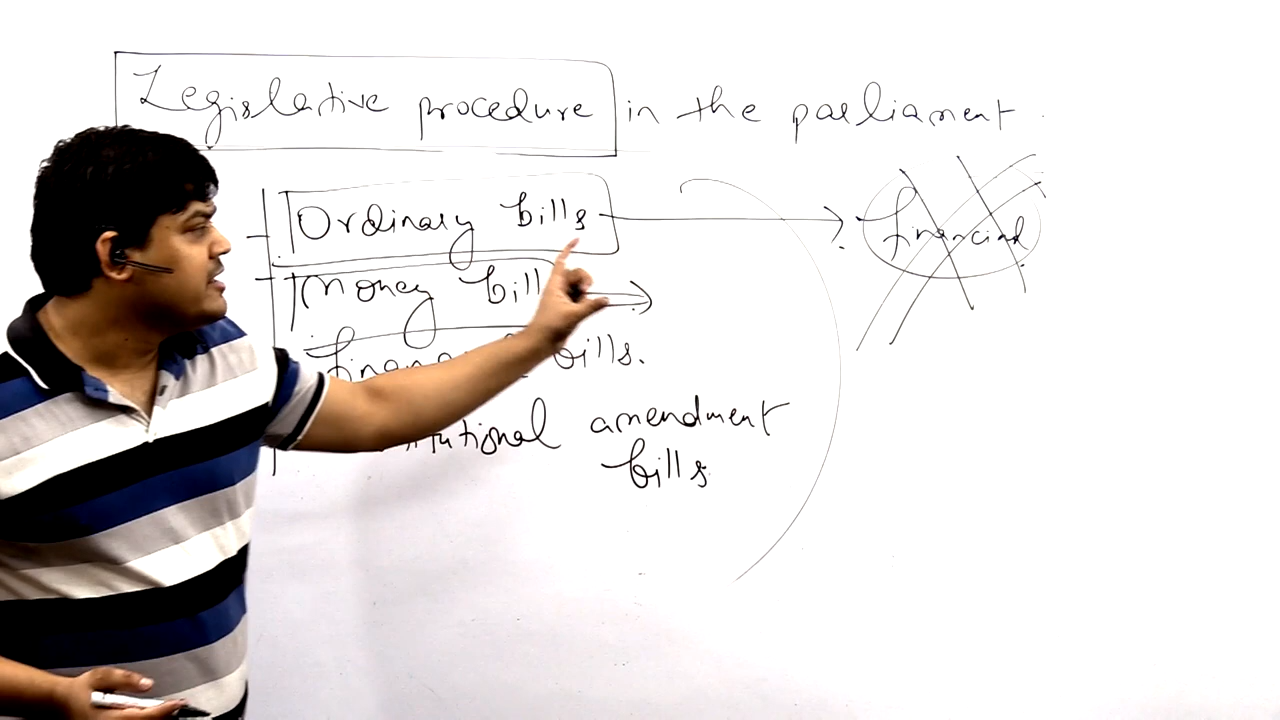 Legislative procedure in the parliament.
Ordinary bills → financial
Money bill
bills.
amendment
bills.